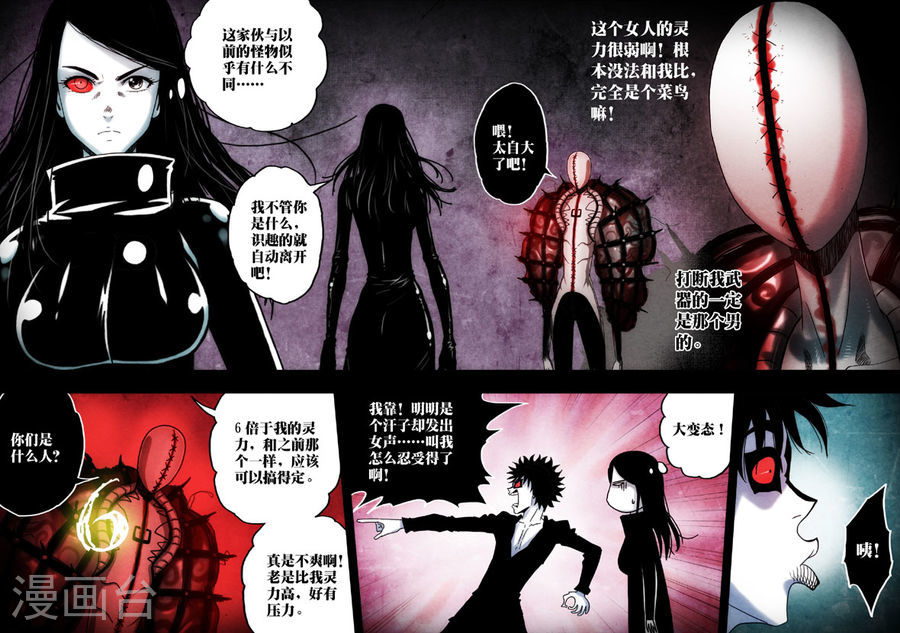 这家伙与以
前的怪物似
乎有什么不
同……
我不管你
是什么，
识趣的就
自动离开
吧！
喂！
太自大
了吧！
这个女人的灵
力很弱啊！根
本没法和我比，
完全是个菜鸟
嘛！
打断我武
器的一定
是那个男
的。
你们是
什么人？
6
6倍于我的灵
力，和之前那
个一样，应该
可以搞得定。
真是不爽啊！
老是比我灵
力高，好有
压力。
我靠！明明是
个汗子却发出
女声……叫我
怎么忍受得了
啊！
大变态！
咦！
漫画台